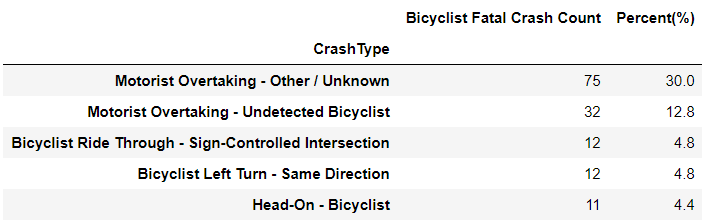 Bicyclist Fatal Crash Count Percent(%)
CrashType
Motorist Overtaking - Other / Unknown 75 30.0
Motorist Overtaking - Undetected Bicyclist 32 12.8
Bicyclist Ride Through - Sign-Controlled Intersection 12 4.8
Bicyclist Left Turn - Same Direction 12 4.8
Head-On - Bicyclist 11 4.4